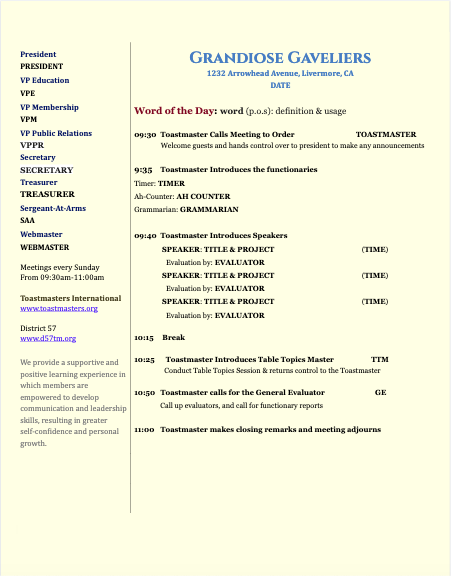 President
PRESIDENT
VP Education
VPE
VP Membership
VPM
VP Public Relations
VPPR
Secretary
SECRETARY
Treasurer
TREASURER
Sergeant-At-Arms
SAA
Webmaster
WEBMASTER
Meetings every Sunday
From 09:30am-11:00am
Toastmasters International
www.toastmasters.org
District 57
www.d57tm.org
We provide a supportive and
positive learning experience in
which members are
empowered to develop
communication and leadership
skills, resulting in greater
self-confidence and personal
growth.
GRANDIOSE GAVELIERS
1232 Arrowhead Avenue, Livermore, CA
DATE
Word of the Day: word (p.o.s): definition & usage
09:30 Toastmaster Calls Meeting to Order TOASTMASTER
Welcome guests and hands control over to president to make any announcements
9:35 Toastmaster Introduces the functionaries
Timer: TIMER
Ah-Counter: AH COUNTER
Grammarian: GRAMMARIAN
09:40 Toastmaster Introduces Speakers
SPEAKER: TITLE & PROJECT (TIME)
Evaluation by: EVALUATOR
SPEAKER: TITLE & PROJECT (TIME)
Evaluation by: EVALUATOR
SPEAKER: TITLE & PROJECT (TIME)
Evaluation by: EVALUATOR
10:15 Break
10:25 Toastmaster Introduces Table Topics Master TTM
Conduct Table Topics Session & returns control to the Toastmaster
10:50 Toastmaster calls for the General Evaluator GE
Call up evaluators, and call for functionary reports
11:00 Toastmaster makes closing remarks and meeting adjourns